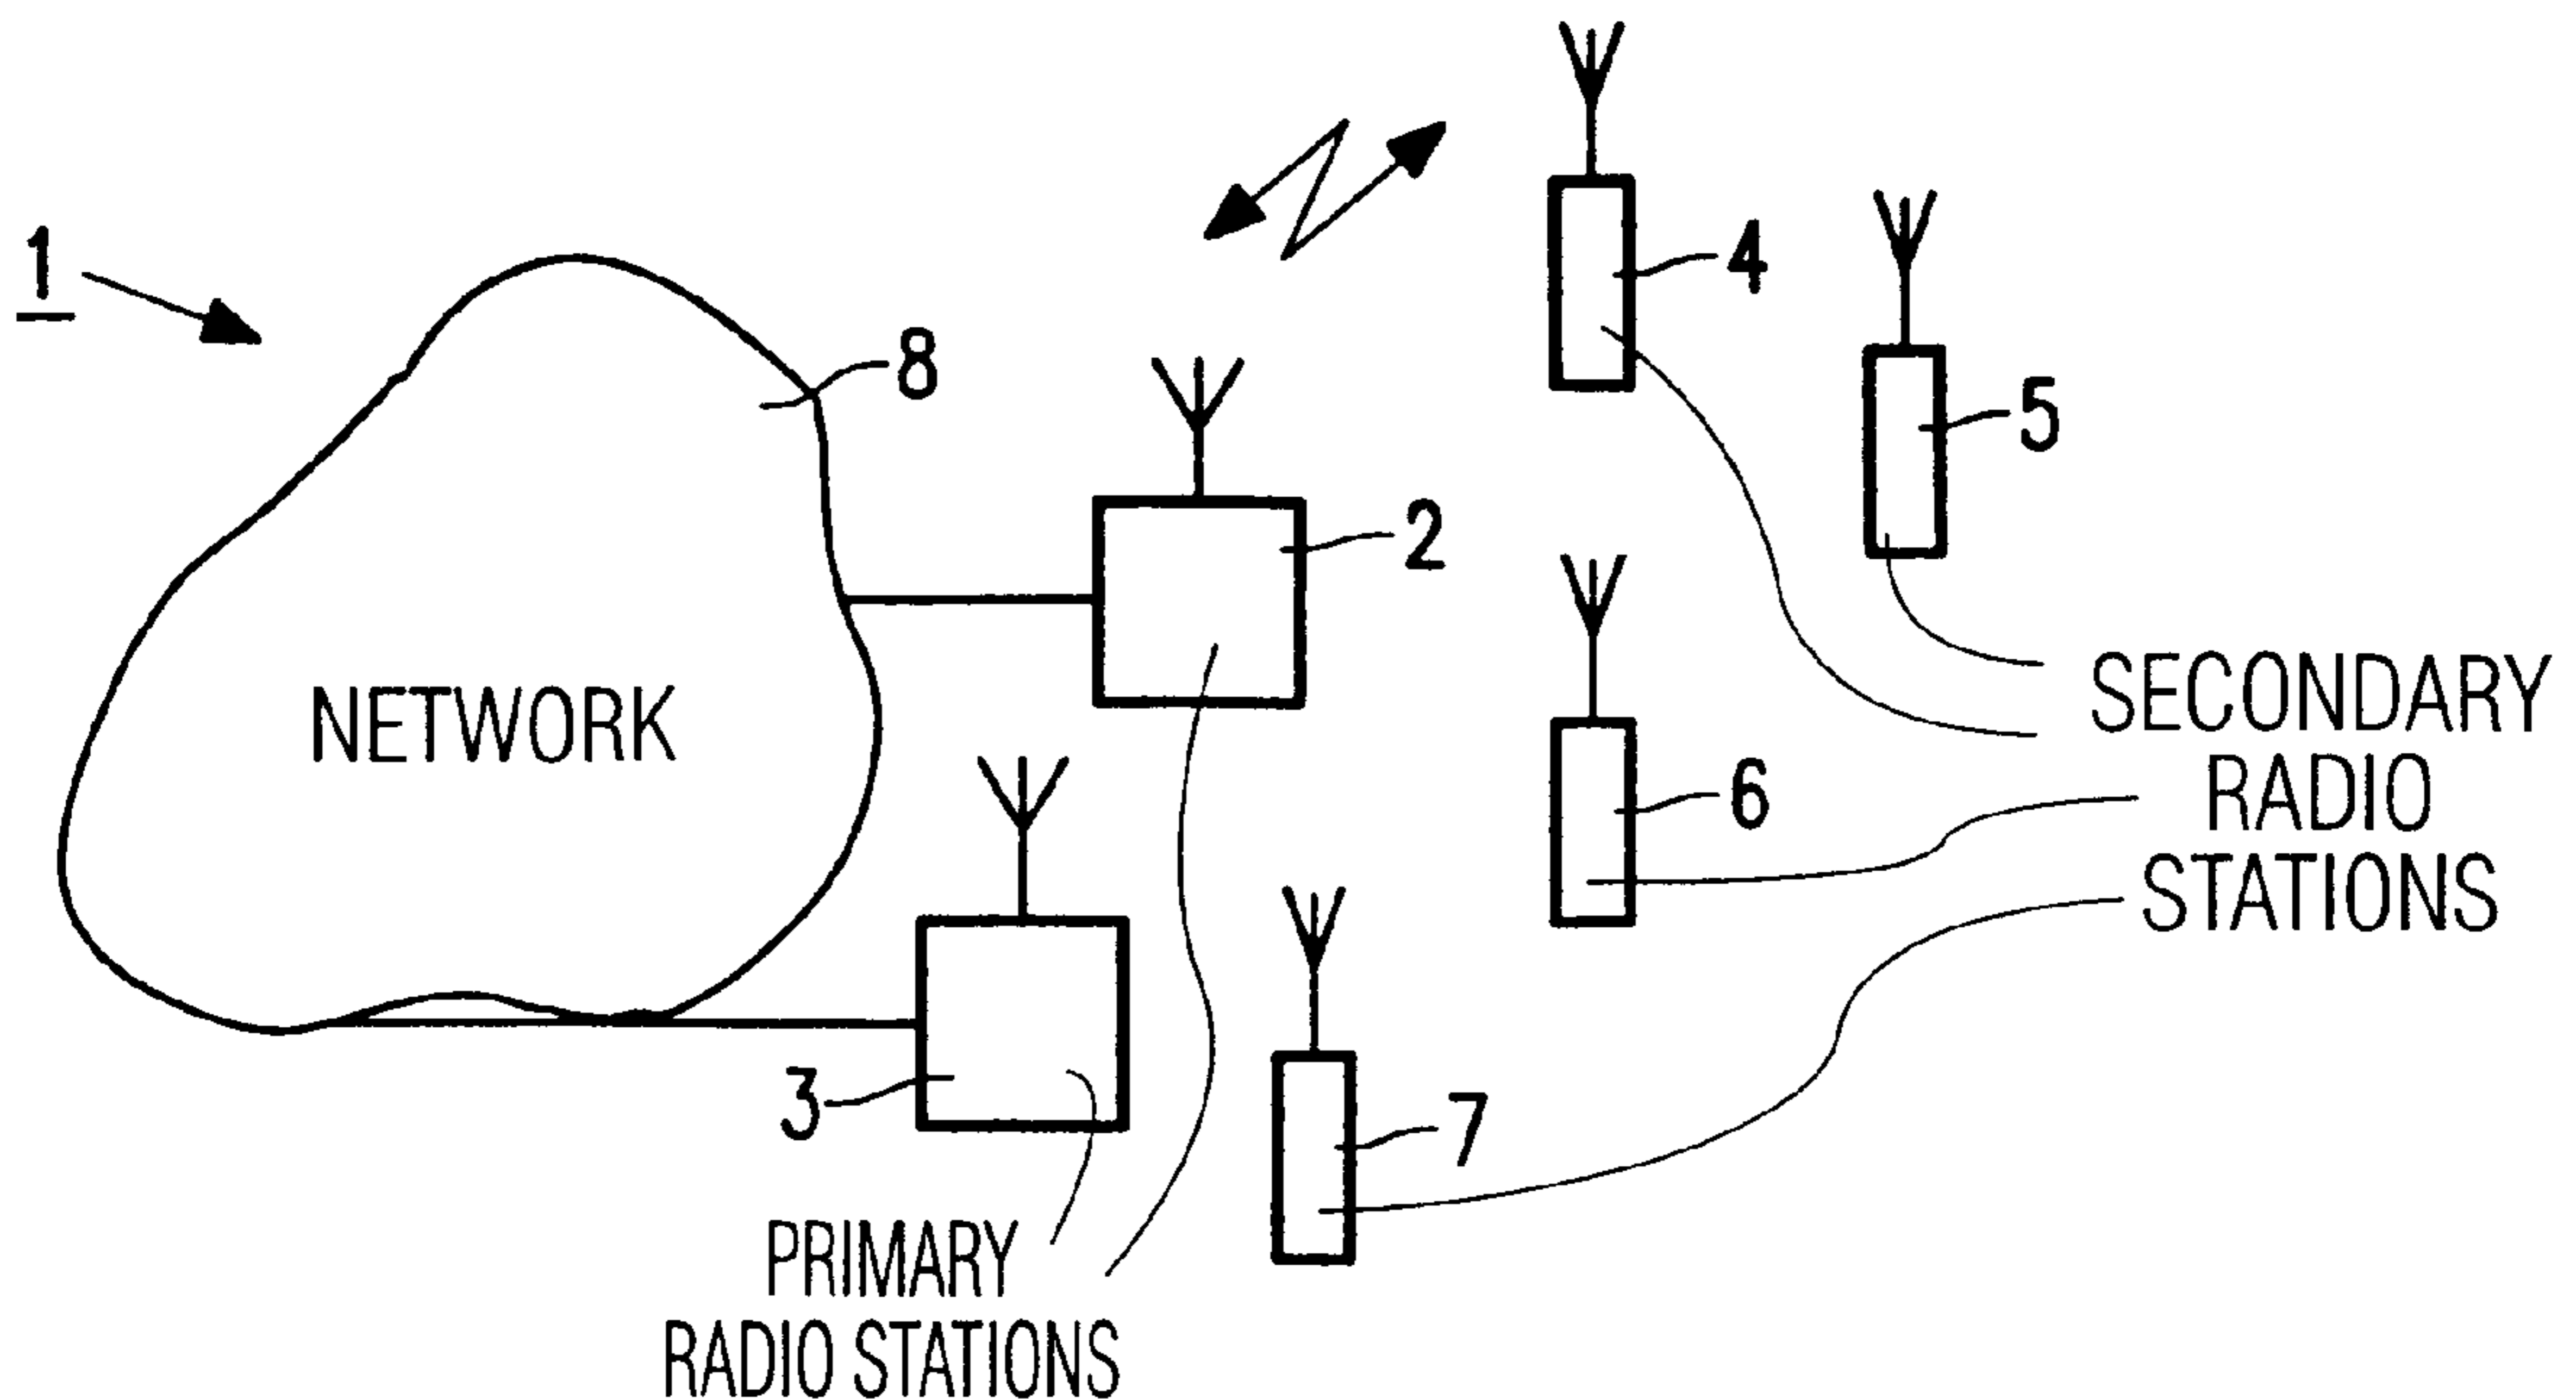 1
8
4
5
2
NETWORK
6
SECONDARY
RADIO
STATIONS
3
7
PRIMARY
RADIO STATIONS